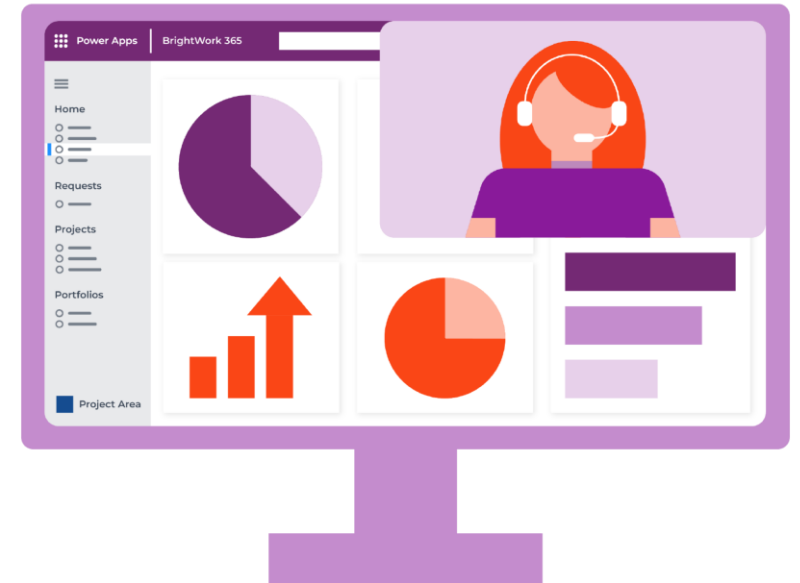 Power Apps
BrightWork 365
Home
Requests
Projects
Portfolios
Project Area